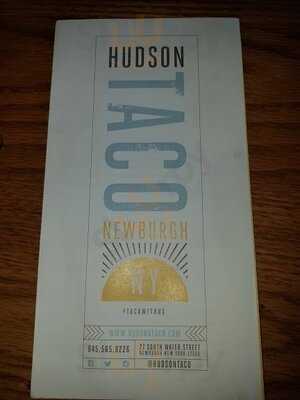 HUDSON
TACO
NEWBURGH
NY
#TACOWITHUS
WWW.HUDSONTACO.COM
845.565.8226
77 SOUTH WATER STREET
NEWBURGH NEW YORK 12550
@HUDSONTACO